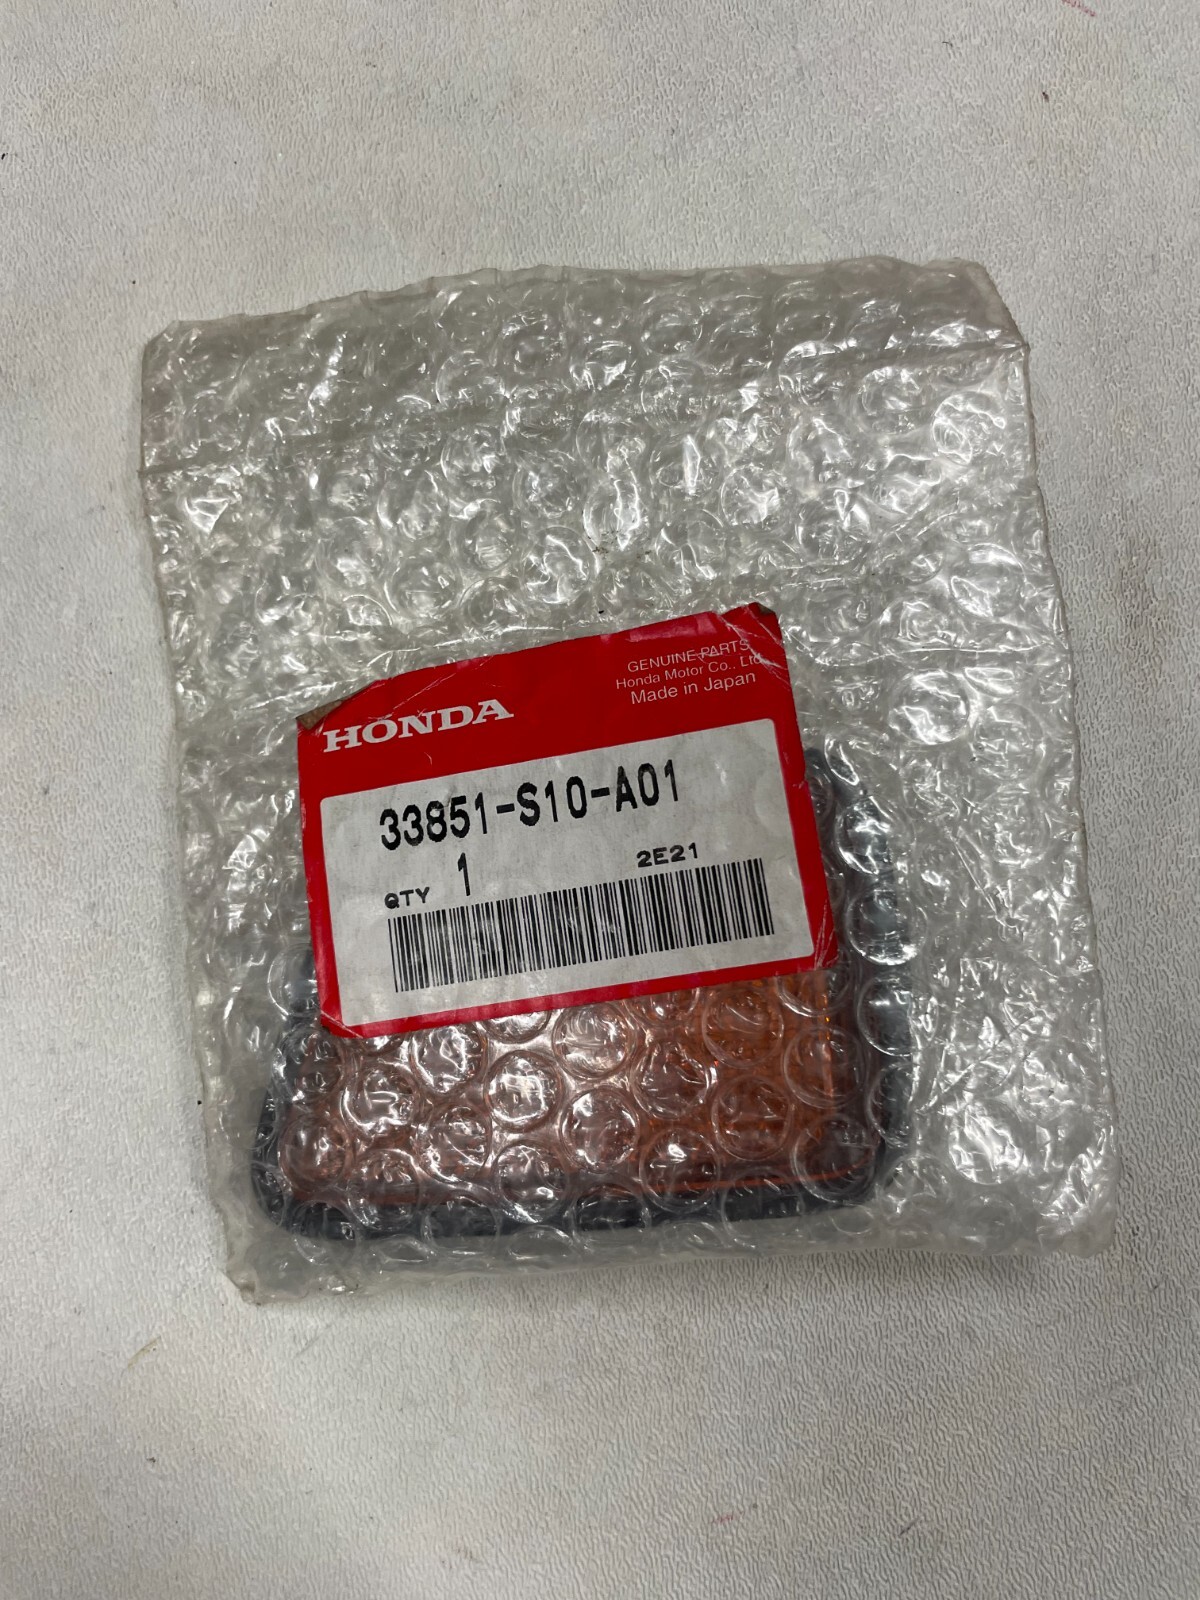 HONDA
GENUINE PARTS
Honda Motor Co., Ltd.
Made in Japan
33851-S10-A01
QTY 1
2E21